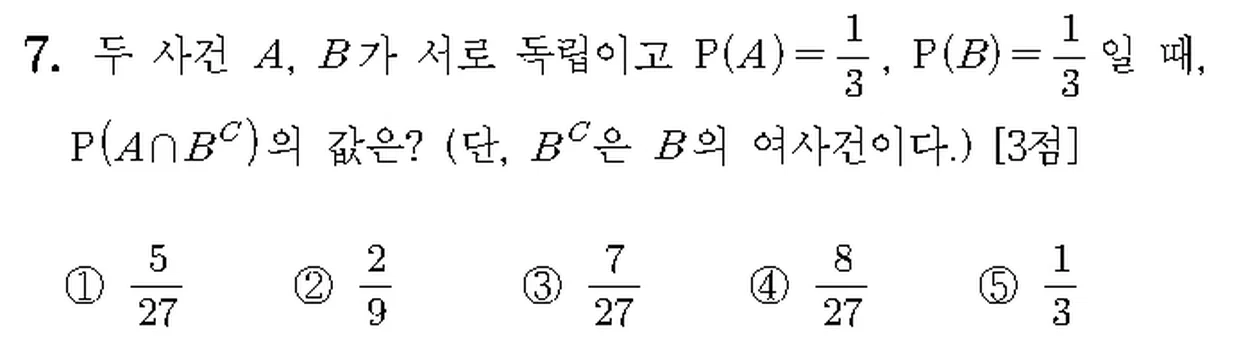 7. 두 사건 A, B가 서로 독립이고 P(A)=1/3, P(B)=1/3일 때,
P(A∩B^C)의 값은? (단, B^C은 B의 여사건이다.) [3점]
① 5/27 ② 2/9 ③ 7/27 ④ 8/27 ⑤ 1/3